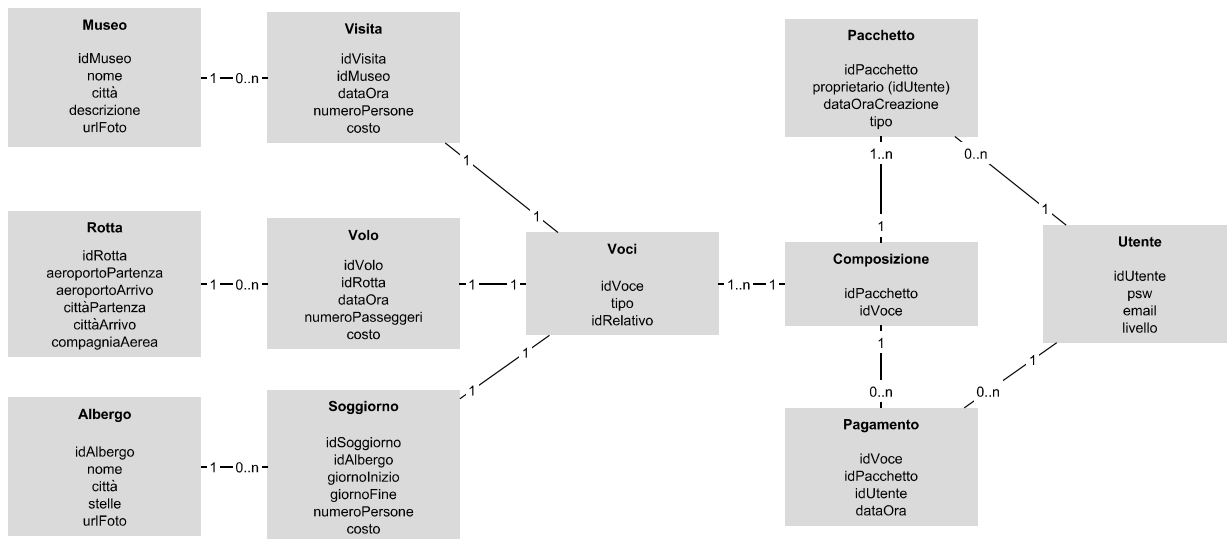 Museo
idMuseo
nome
città
descrizione
urlFoto
1
0..n
Visita
idVisita
idMuseo
dataOra
numeroPersone
costo
1
1
Rotta
idRotta
aeroportoPartenza
aeroportoArrivo
cittàPartenza
cittàArrivo
compagniaAerea
1
0..n
Volo
idVolo
idRotta
dataOra
numeroPasseggeri
costo
1
1
Albergo
idAlbergo
nome
città
stelle
urlFoto
1
0..n
Soggiorno
idSoggiorno
idAlbergo
giornoInizio
giornoFine
numeroPersone
costo
1
1
Voci
idVoce
tipo
idRelativo
1..n
1
Pacchetto
idPacchetto
proprietario (idUtente)
dataOraCreazione
tipo
1..n
1
0..n
1
Composizione
idPacchetto
idVoce
1
0..n
Utente
idUtente
psw
email
livello
1
0..n
Pagamento
idVoce
idPacchetto
idUtente
dataOra